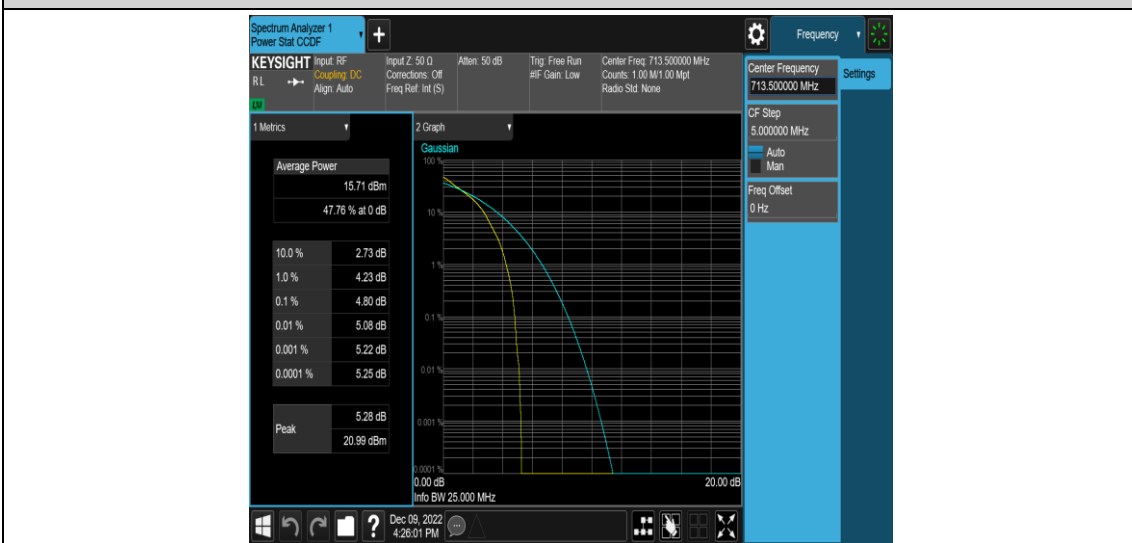 Spectrum Analyzer 1
Power Stat CCDF
+
Frequency
KEYSIGHT
RL
LXI
Input: RF
Coupling: DC
Align: Auto
Input Z: 50 Ω
Corrections: Off
Freq Ref: Int (S)
Atten: 50 dB
Trig: Free Run
#IF Gain: Low
Center Freq: 713.500000 MHz
Counts: 1.00 M/1.00 Mpt
Radio Std: None
Center Frequency
713.500000 MHz
Settings
CF Step
5.000000 MHz
Auto
Man
Freq Offset
0 Hz
1 Metrics
Average Power
15.71 dBm
47.76 % at 0 dB
10.0 % 2.73 dB
1.0 % 4.23 dB
0.1 % 4.80 dB
0.01 % 5.08 dB
0.001 % 5.22 dB
0.0001 % 5.25 dB
Peak 5.28 dB
20.99 dBm
2 Graph
Gaussian
100 %
10 %
1 %
0.1 %
0.01 %
0.001 %
0.0001 %
0.00 dB 20.00 dB
Info BW 25.000 MHz
?
Dec 09, 2022
4:26:01 PM